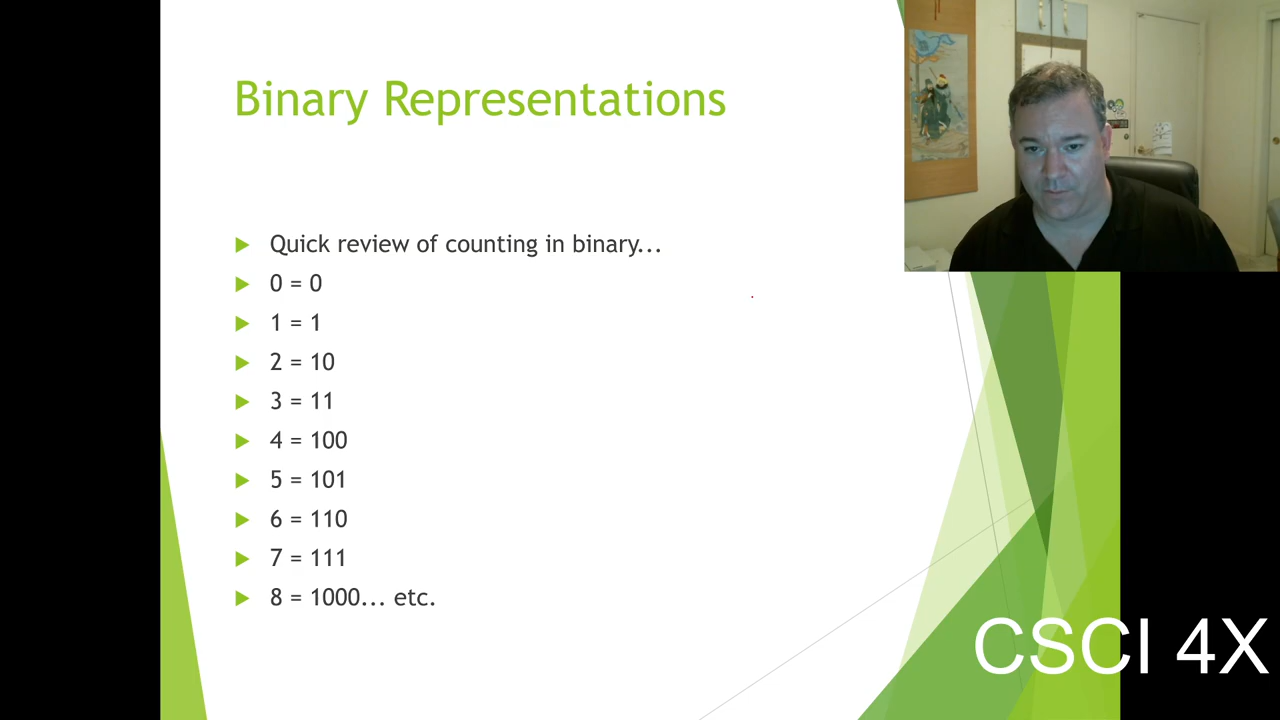 Binary Representations
Quick review of counting in binary...
0 = 0
1 = 1
2 = 10
3 = 11
4 = 100
5 = 101
6 = 110
7 = 111
8 = 1000... etc.
CSCI 4X